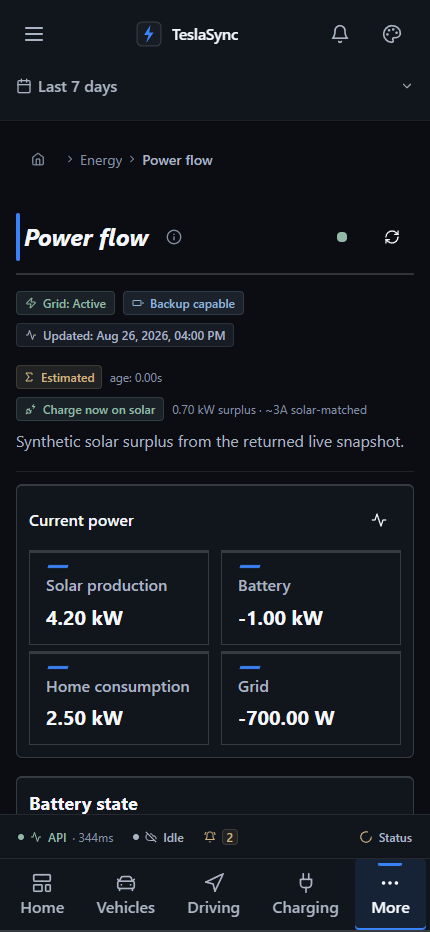 TeslaSync
Last 7 days
Energy > Power flow
Power flow
Grid: Active
Backup capable
Updated: Aug 26, 2026, 04:00 PM
Σ Estimated
age: 0.00s
Charge now on solar
0.70 kW surplus · ~3A solar-matched
Synthetic solar surplus from the returned live snapshot.
Current power
Solar production
4.20 kW
Battery
-1.00 kW
Home consumption
2.50 kW
Grid
-700.00 W
Battery state
API · 344ms
Idle
2
Status
Home
Vehicles
Driving
Charging
More